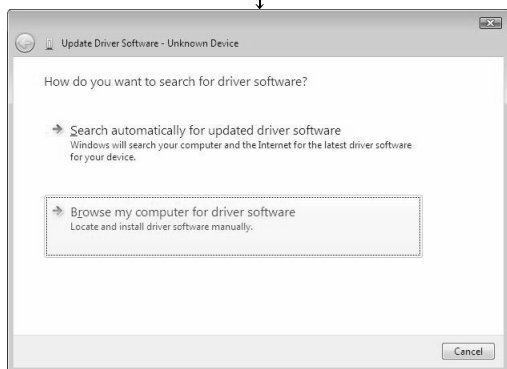 Update Driver Software - Unknown Device
How do you want to search for driver software?
Search automatically for updated driver software
Windows will search your computer and the Internet for the latest driver software
for your device.
Browse my computer for driver software
Locate and install driver software manually.
Cancel